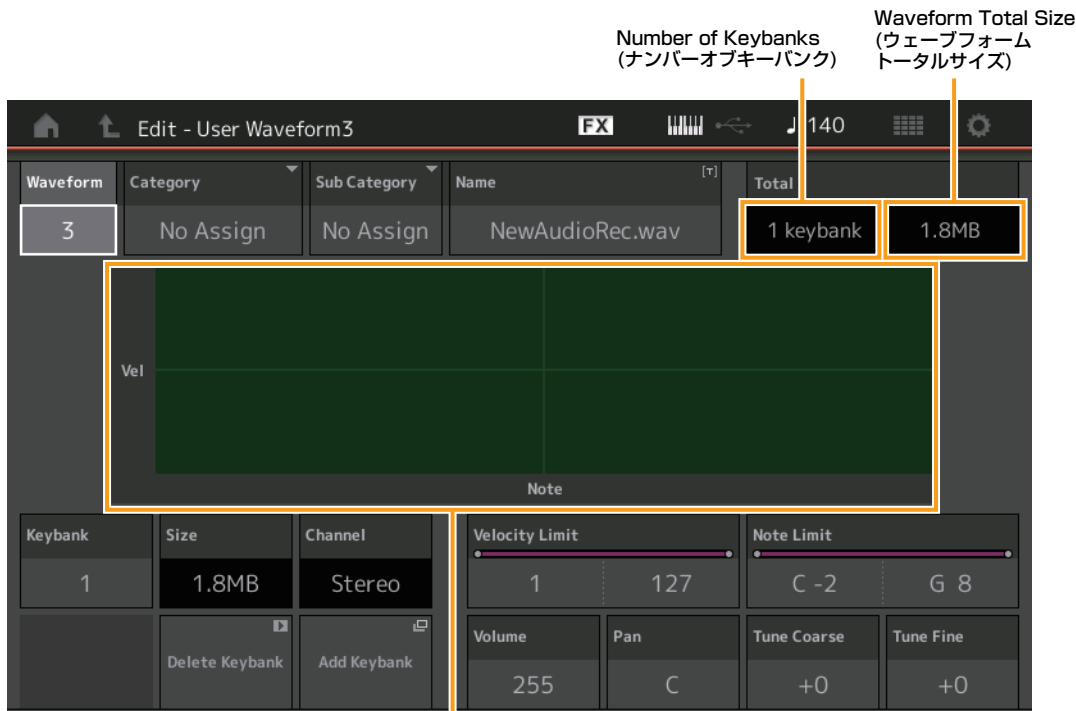 Number of Keybanks
(ナンバーオブキーバンク)
Waveform Total Size
(ウェーブフォーム
トータルサイズ)
Edit - User Waveform3
FX
♩ 140
Waveform
Category
Sub Category
Name
[T]
Total
3
No Assign
No Assign
NewAudioRec.wav
1 keybank
1.8MB
Vel
Note
Keybank
Size
Channel
Velocity Limit
Note Limit
1
1.8MB
Stereo
1
127
C -2
G 8
Delete Keybank
Add Keybank
Volume
Pan
Tune Coarse
Tune Fine
255
C
+0
+0